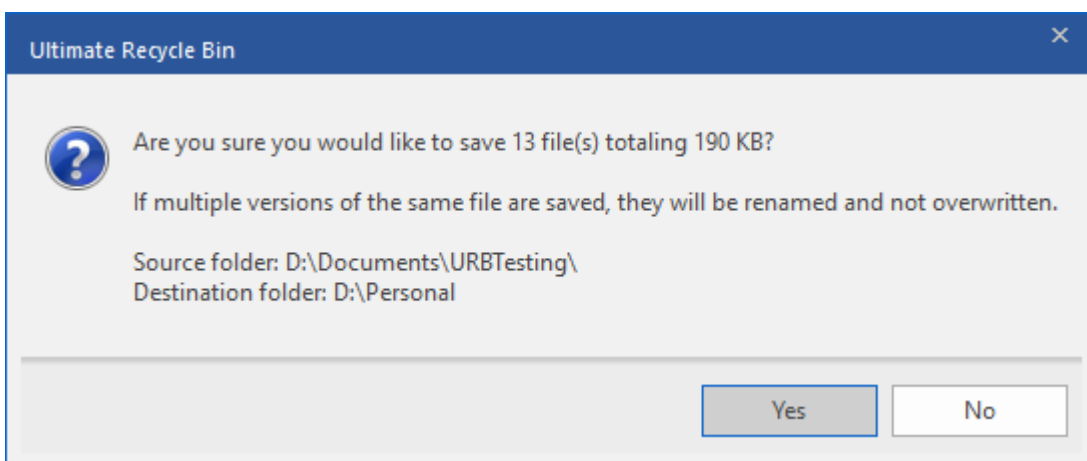 Ultimate Recycle Bin
Are you sure you would like to save 13 file(s) totaling 190 KB?
If multiple versions of the same file are saved, they will be renamed and not overwritten.
Source folder: D:\Documents\URBTesting\
Destination folder: D:\Personal
Yes
No